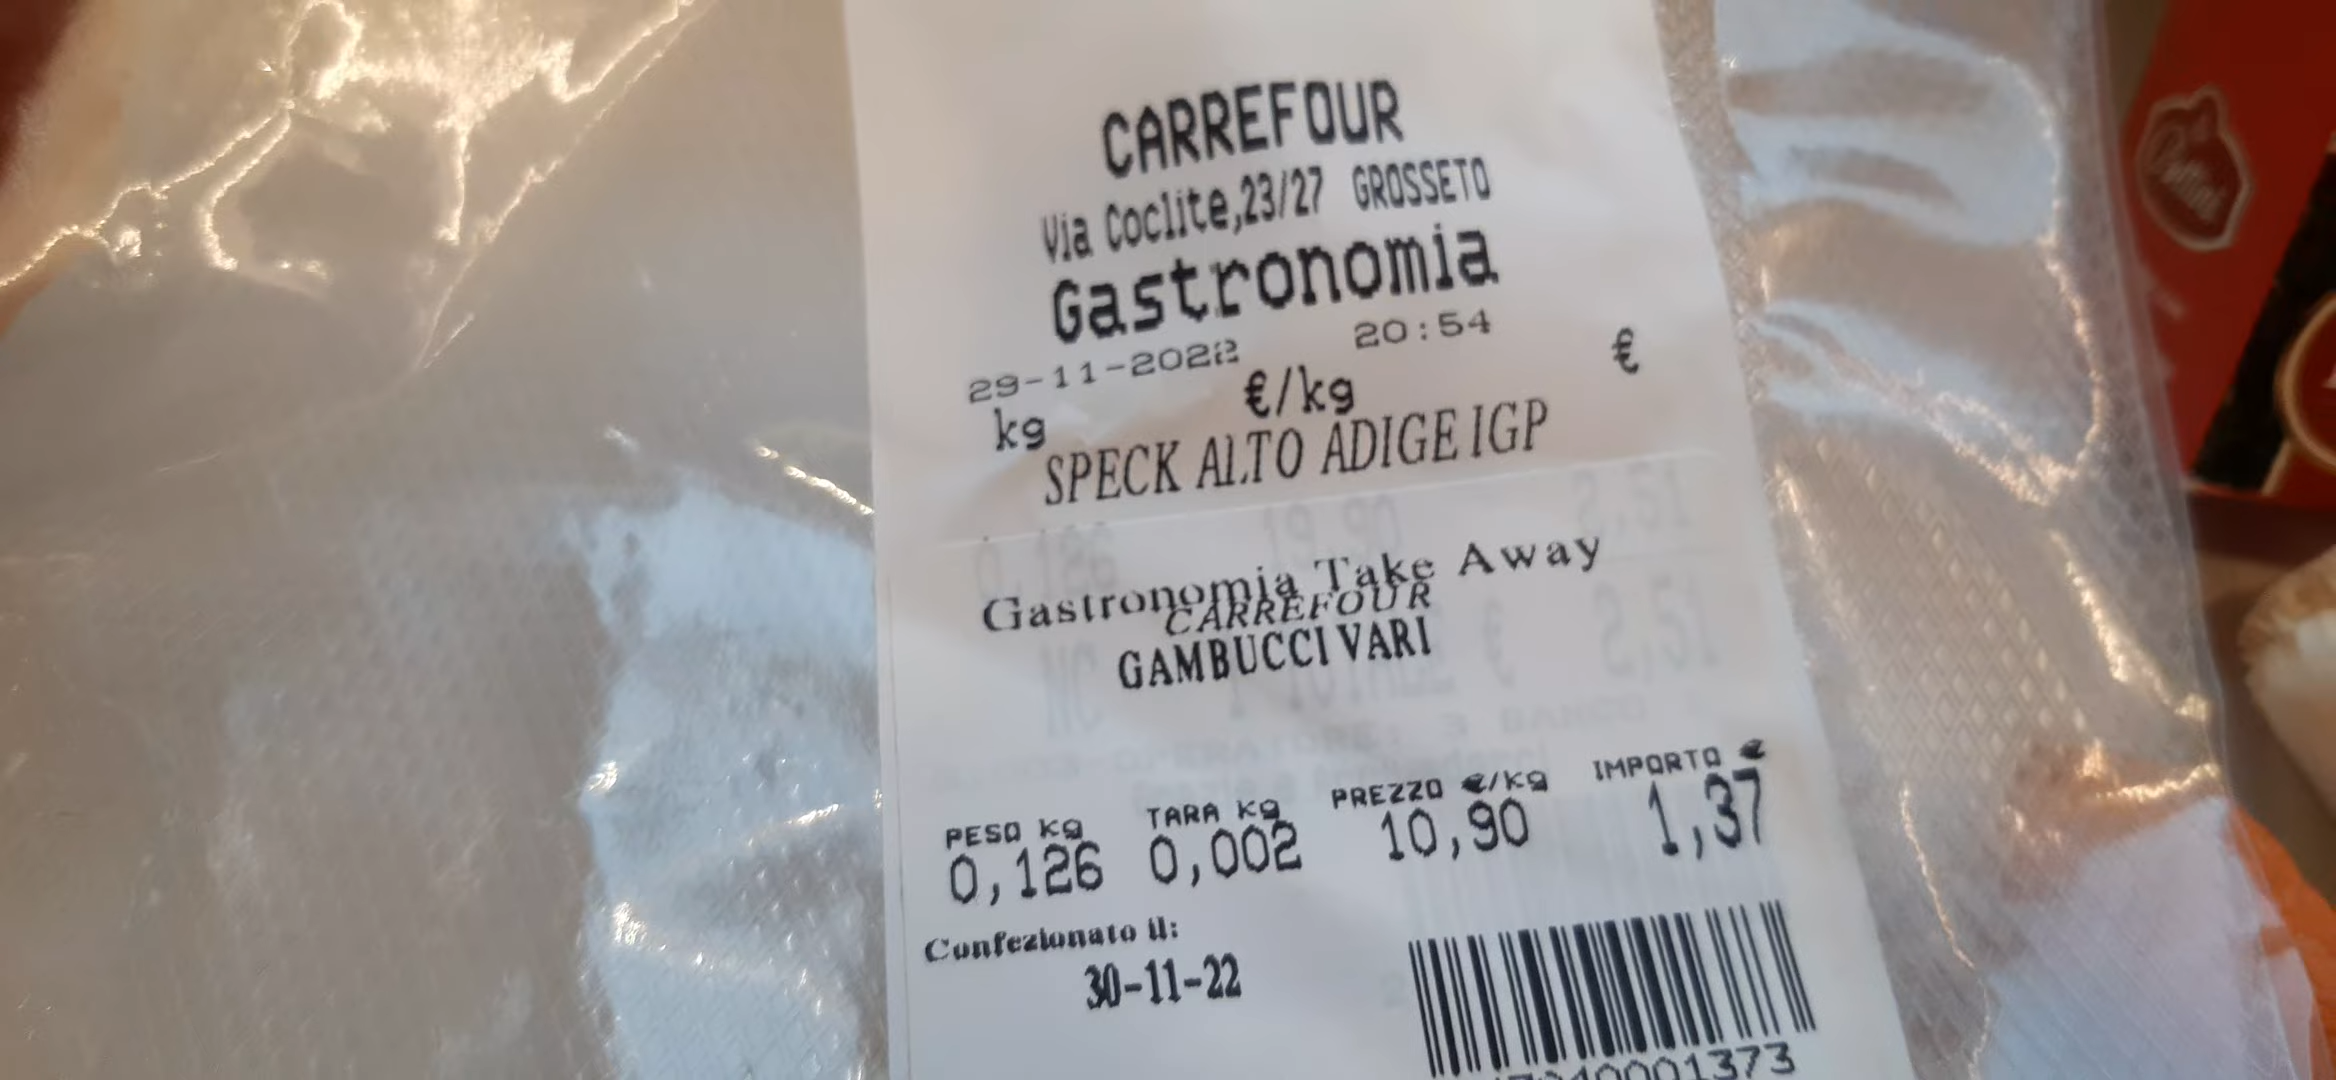 CARREFOUR
Via Coclite,23/27 GROSSETO
Gastronomia
29-11-2022 20:54
kg €/kg €
SPECK ALTO ADIGE IGP
Gastronomia Take Away
CARREFOUR
GAMBUCCI VARI
PESO kg TARA kg PREZZO €/kg IMPORTO €
0,126 0,002 10,90 1,37
Confezionato il:
30-11-22
0001373